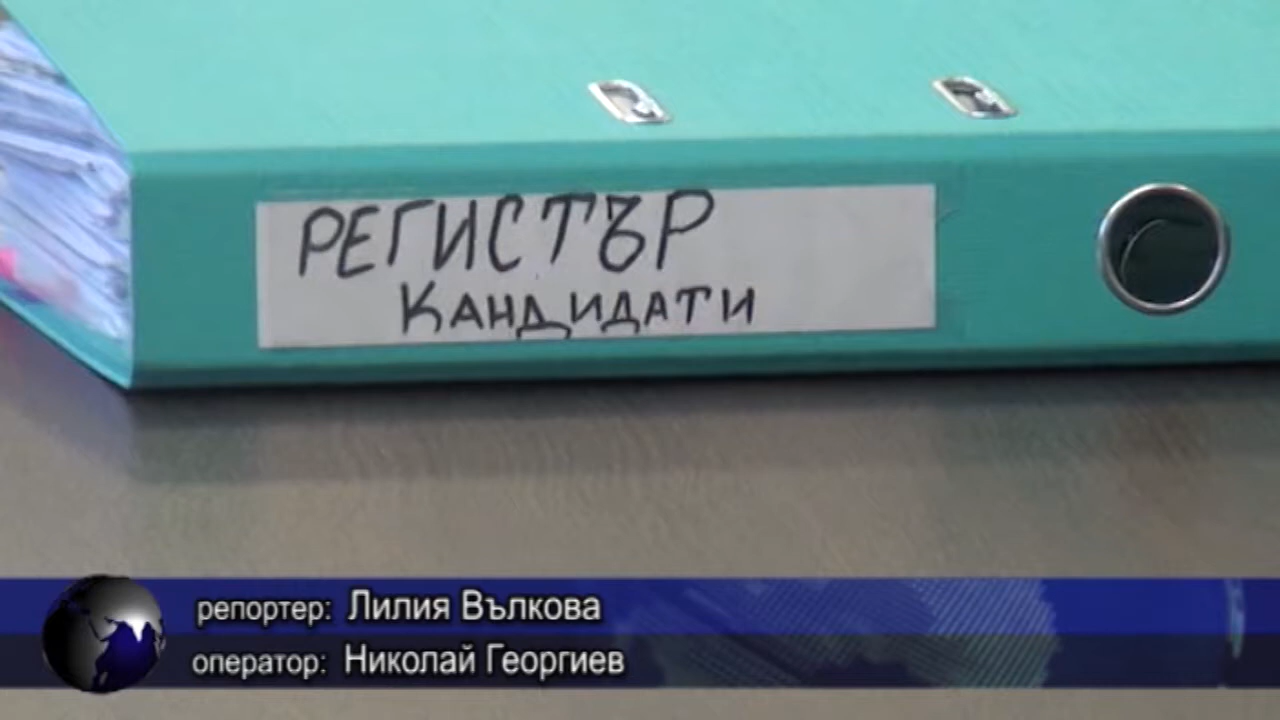 РЕГИСТЪР
КАНДИДАТИ
репортер: Лилия Вълкова
оператор: Николай Георгиев